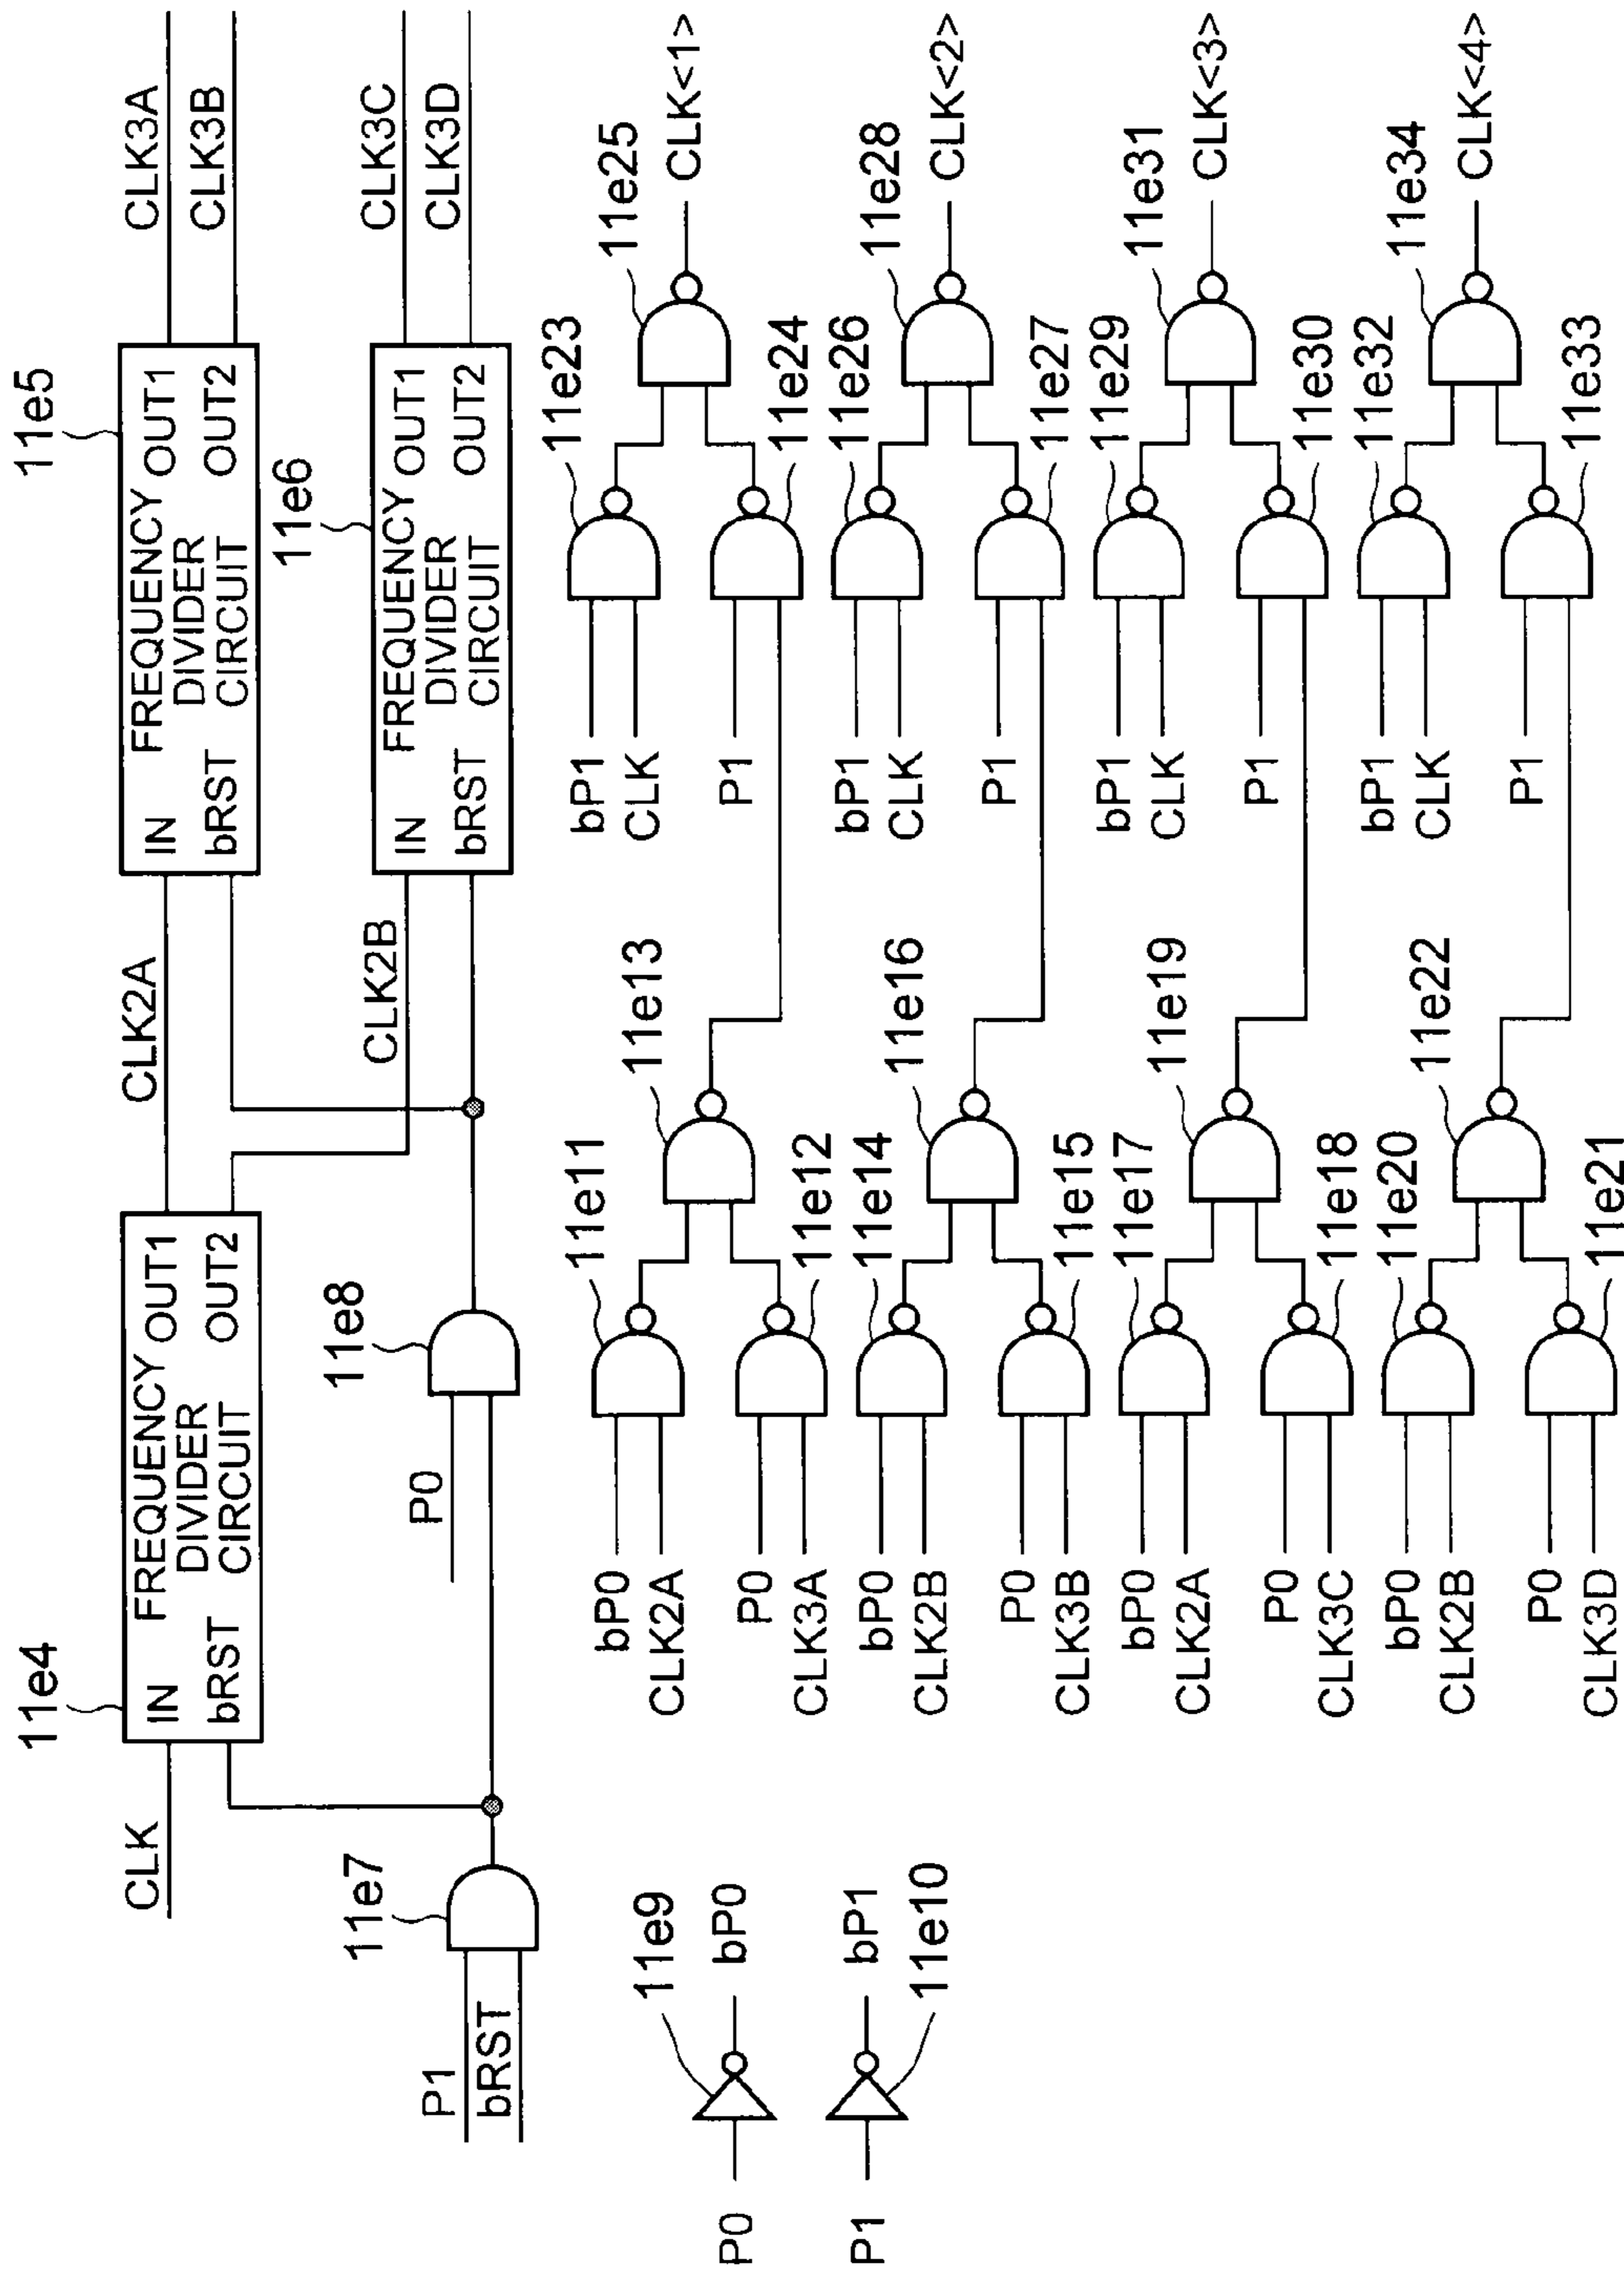 11e5
CLK3A
CLK3B
FREQUENCY
DIVIDER
CIRCUIT
IN
bRST
OUT1
OUT2
CLK2A
11e6
CLK3C
CLK3D
FREQUENCY
DIVIDER
CIRCUIT
IN
bRST
OUT1
OUT2
CLK2B
11e4
CLK
FREQUENCY
DIVIDER
CIRCUIT
IN
bRST
OUT1
OUT2
11e8
P0
11e7
P1
bRST
11e9
P0
bP0
P1
bP1
11e10
11e11
bP0
CLK2A
11e13
P0
CLK3A
11e12
11e23
bP1
CLK
11e25
CLK<1>
P1
11e24
11e14
bP0
CLK2B
11e16
P0
CLK3B
11e15
11e26
bP1
CLK
11e28
CLK<2>
P1
11e27
11e17
bP0
CLK2A
11e19
P0
CLK3C
11e18
11e29
bP1
CLK
11e31
CLK<3>
P1
11e30
11e20
bP0
CLK2B
11e22
P0
CLK3D
11e21
11e32
bP1
CLK
11e34
CLK<4>
P1
11e33